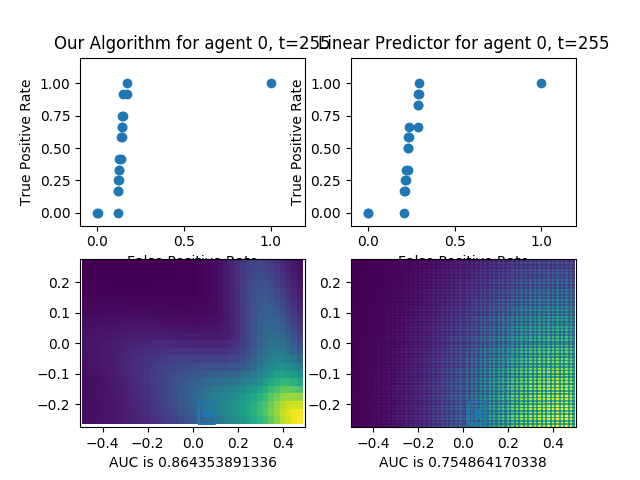 Our Algorithm for agent 0, t=255
Linear Predictor for agent 0, t=255
True Positive Rate
1.00
0.75
0.50
0.25
0.00
0.0 0.5 1.0
False Positive Rate
True Positive Rate
1.00
0.75
0.50
0.25
0.00
0.0 0.5 1.0
False Positive Rate
0.2
0.1
0.0
−0.1
−0.2
−0.4 −0.2 0.0 0.2 0.4
AUC is 0.864353891336
0.2
0.1
0.0
−0.1
−0.2
−0.4 −0.2 0.0 0.2 0.4
AUC is 0.754864170338